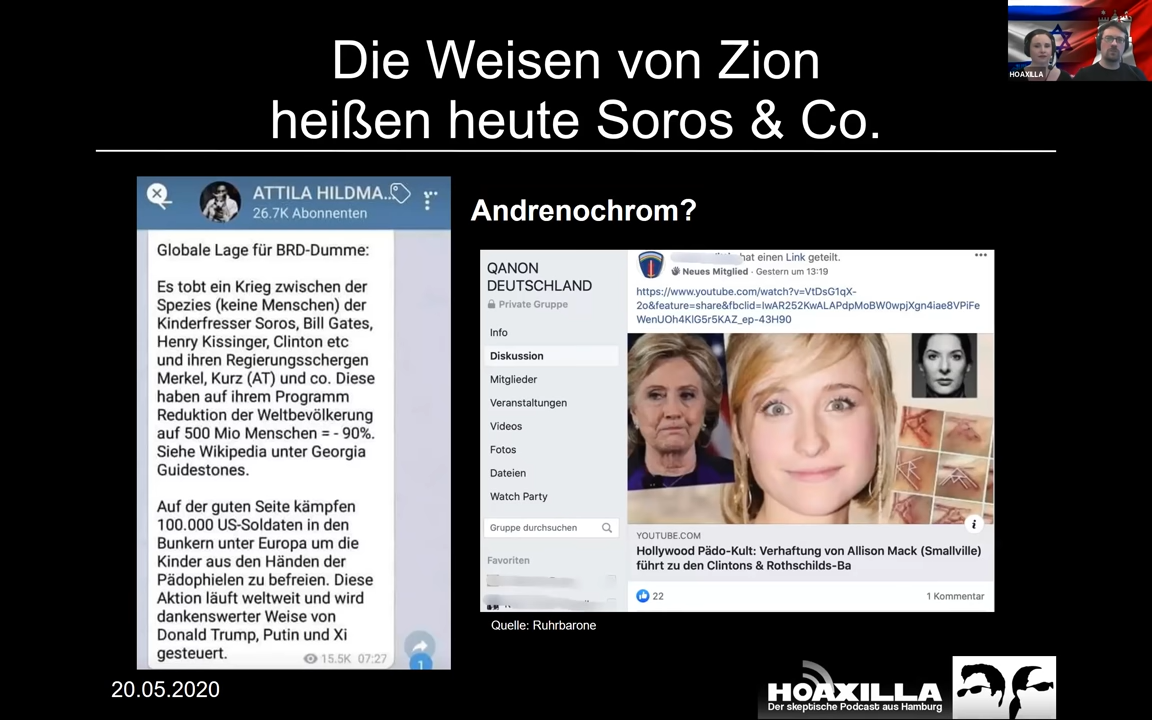 Die Weisen von Zion
heißen heute Soros & Co.
HOAXILLA
ATTILA HILDMA...
26.7K Abonnenten
Globale Lage für BRD-Dumme:
Es tobt ein Krieg zwischen der
Spezies (keine Menschen) der
Kinderfresser Soros, Bill Gates,
Henry Kissinger, Clinton etc
und ihren Regierungsschergen
Merkel, Kurz (AT) und co. Diese
haben auf ihrem Programm
Reduktion der Weltbevölkerung
auf 500 Mio Menschen = - 90%.
Siehe Wikipedia unter Georgia
Guidestones.
Auf der guten Seite kämpfen
100.000 US-Soldaten in den
Bunkern unter Europa um die
Kinder aus den Händen der
Pädophielen zu befreien. Diese
Aktion läuft weltweit und wird
dankenswerter Weise von
Donald Trump, Putin und Xi
gesteuert.
15.5K 07:27
1
Andrenochrom?
QANON
DEUTSCHLAND
Private Gruppe
Info
Diskussion
Mitglieder
Veranstaltungen
Videos
Fotos
Dateien
Watch Party
Gruppe durchsuchen
Favoriten
hat einen Link geteilt.
Neues Mitglied · Gestern um 13:19
https://www.youtube.com/watch?v=VtDsG1qX-
2o&feature=share&fbclid=IwAR252KwALAPdpMoBW0wpjXgn4iae8VPiFe
WenUOh4KlG5r5KAZ_ep-43H90
YOUTUBE.COM
Hollywood Pädo-Kult: Verhaftung von Allison Mack (Smallville)
führt zu den Clintons & Rothschilds-Ba
22
1 Kommentar
Quelle: Ruhrbarone
20.05.2020
HOAXILLA
Der skeptische Podcast aus Hamburg